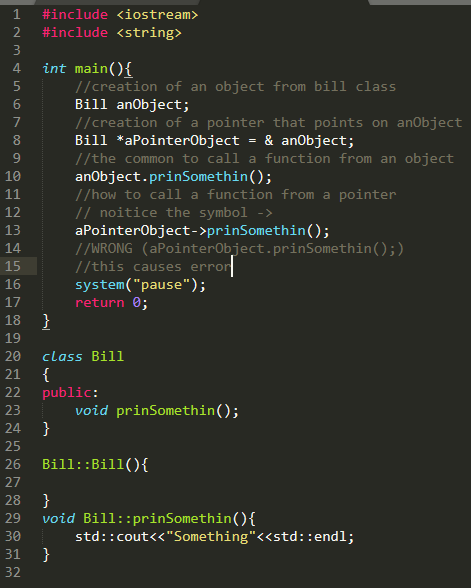 1 #include <iostream>
2 #include <string>
3
4 int main(){
5 //creation of an object from bill class
6 Bill anObject;
7 //creation of a pointer that points on anObject
8 Bill *aPointerObject = & anObject;
9 //the common to call a function from an object
10 anObject.prinSomethin();
11 //how to call a function from a pointer
12 // noitice the symbol ->
13 aPointerObject->prinSomethin();
14 //WRONG (aPointerObject.prinSomethin();)
15 //this causes error
16 system("pause");
17 return 0;
18 }
19
20 class Bill
21 {
22 public:
23 void prinSomethin();
24 }
25
26 Bill::Bill(){
27
28 }
29 void Bill::prinSomethin(){
30 std::cout<<"Something"<<std::endl;
31 }
32